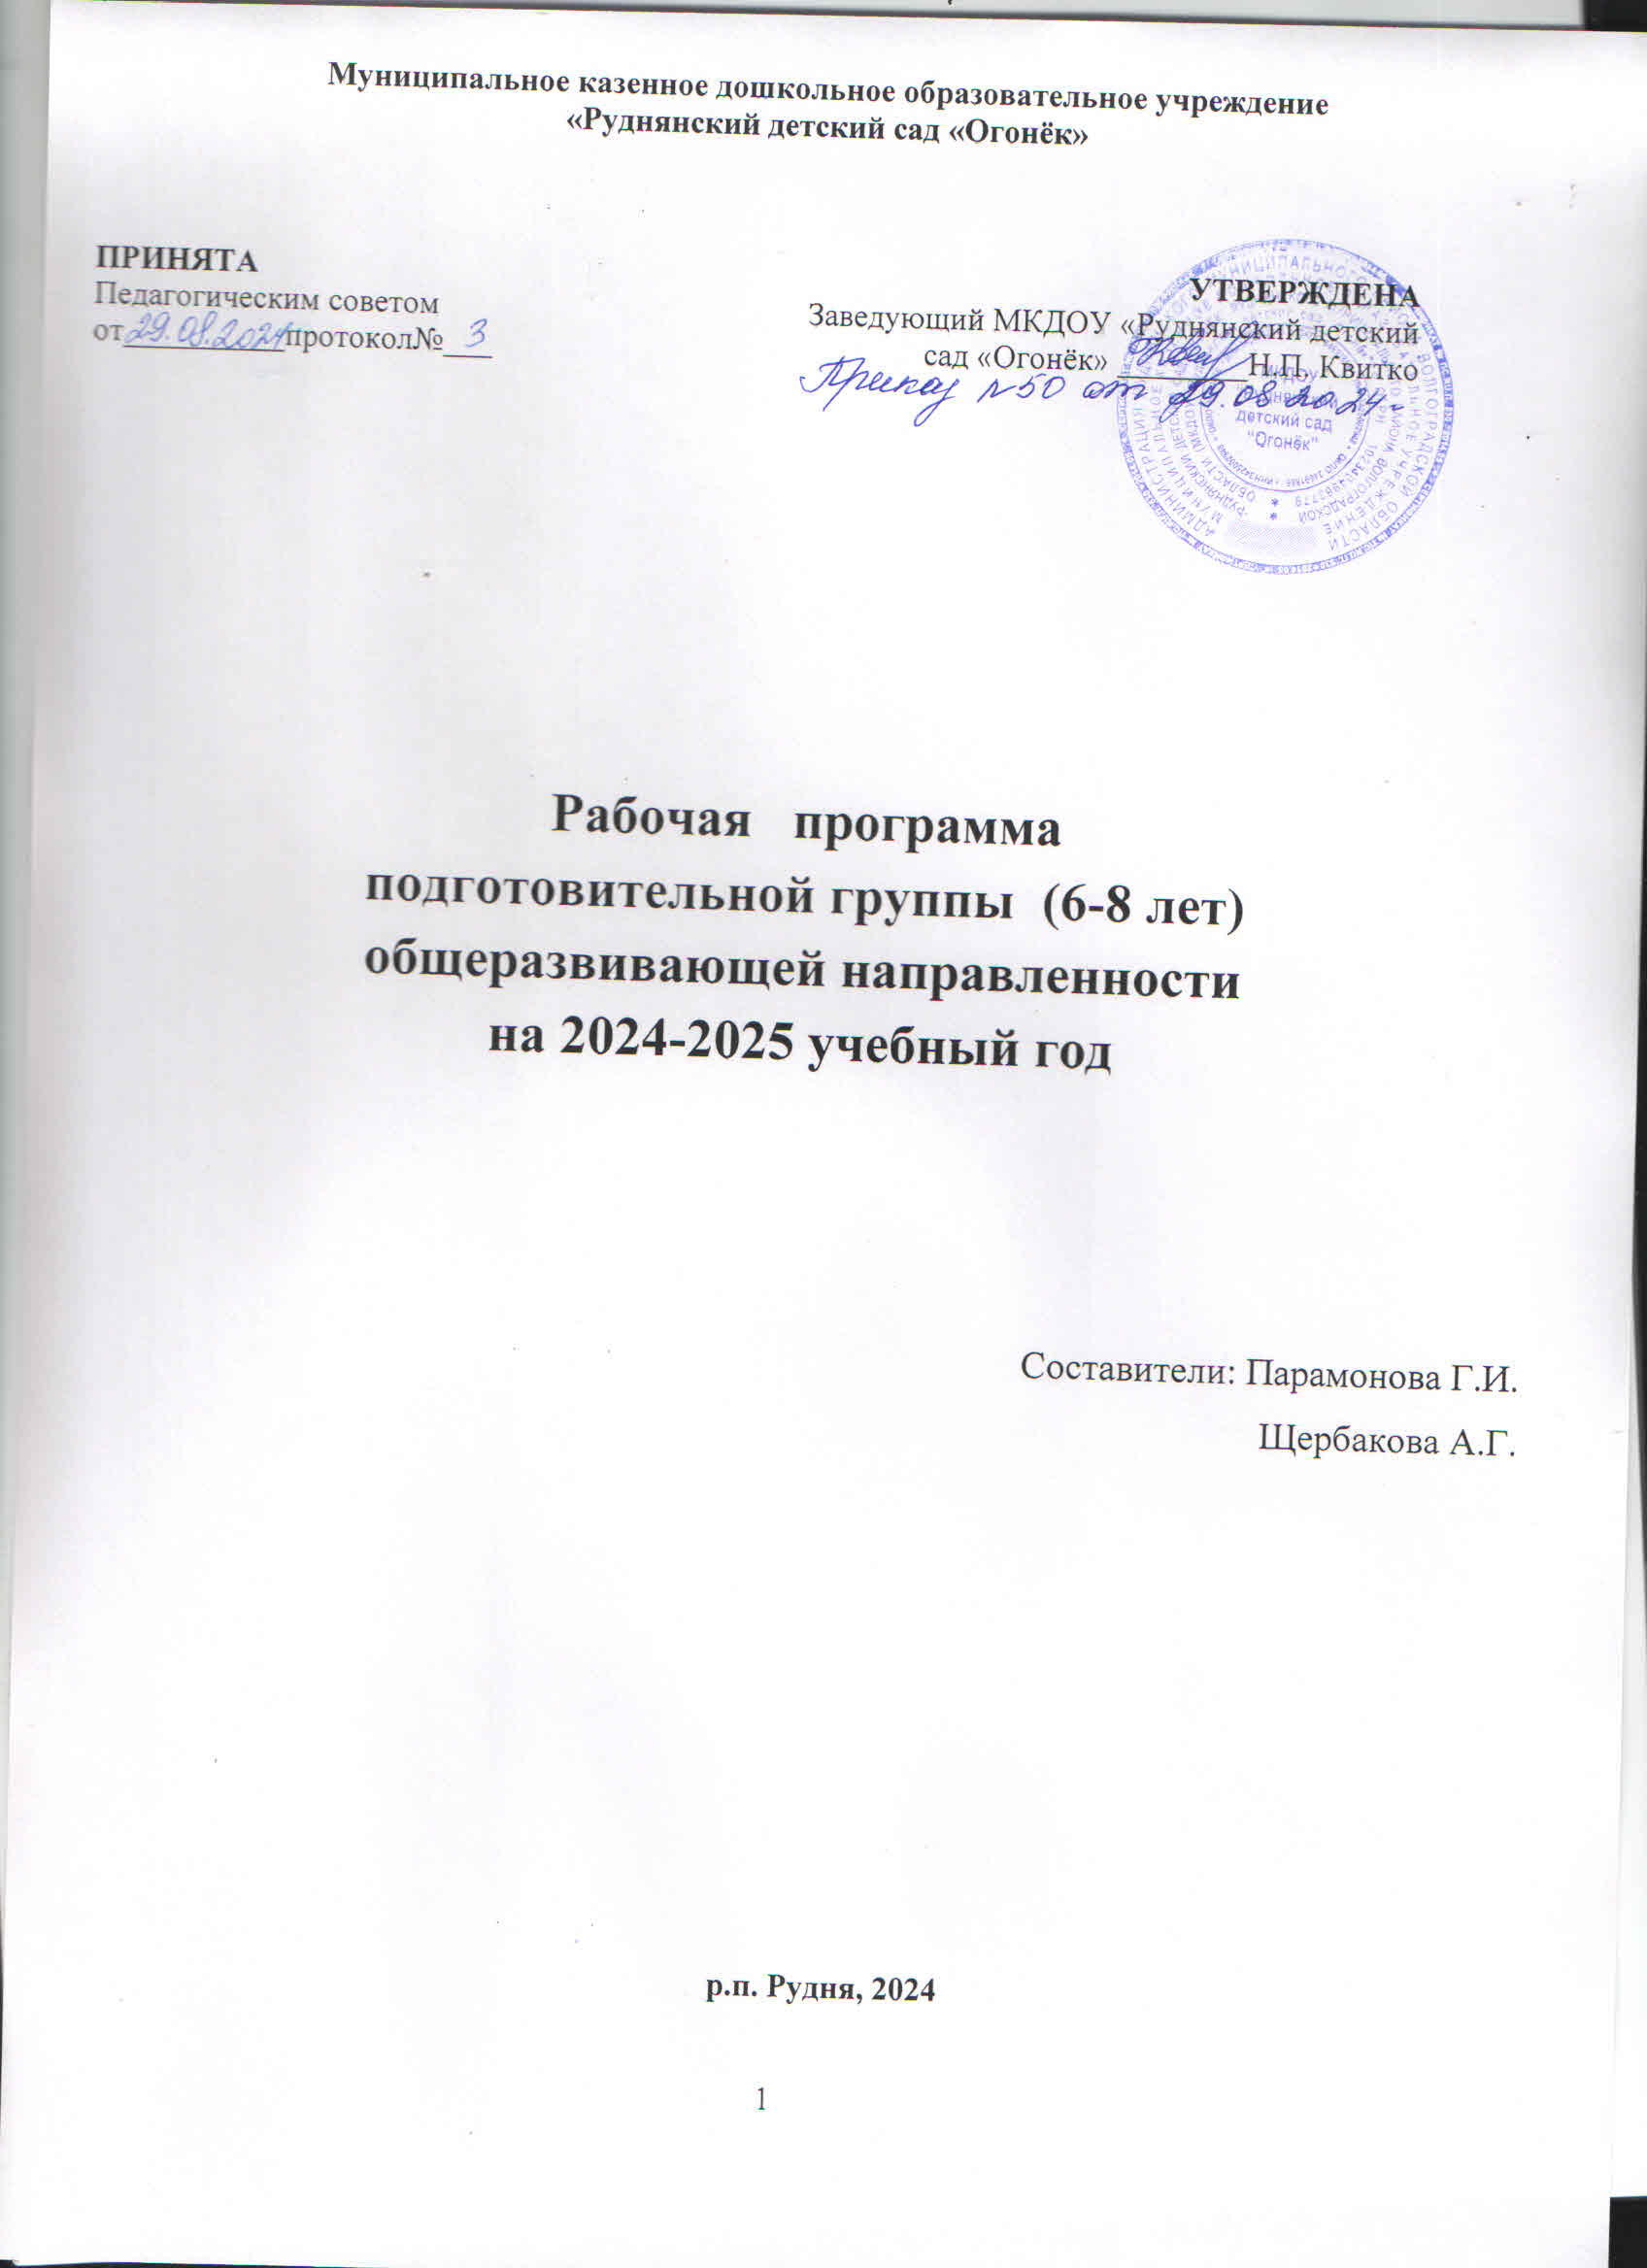 Муниципальное казенное дошкольное образовательное учреждение
«Руднянский детский сад «Огонёк»
ПРИНЯТА
Педагогическим советом
от 29.08.2024 протокол№ 3
УТВЕРЖДЕНА
Заведующий МКДОУ «Руднянский детский
сад «Огонёк» __________Н.П. Квитко
Приказ №50 от 29.08.2024г
детский сад
"Огонёк"
Рабочая программа
подготовительной группы (6-8 лет)
общеразвивающей направленности
на 2024-2025 учебный год
Составители: Парамонова Г.И.
Щербакова А.Г.
р.п. Рудня, 2024
1